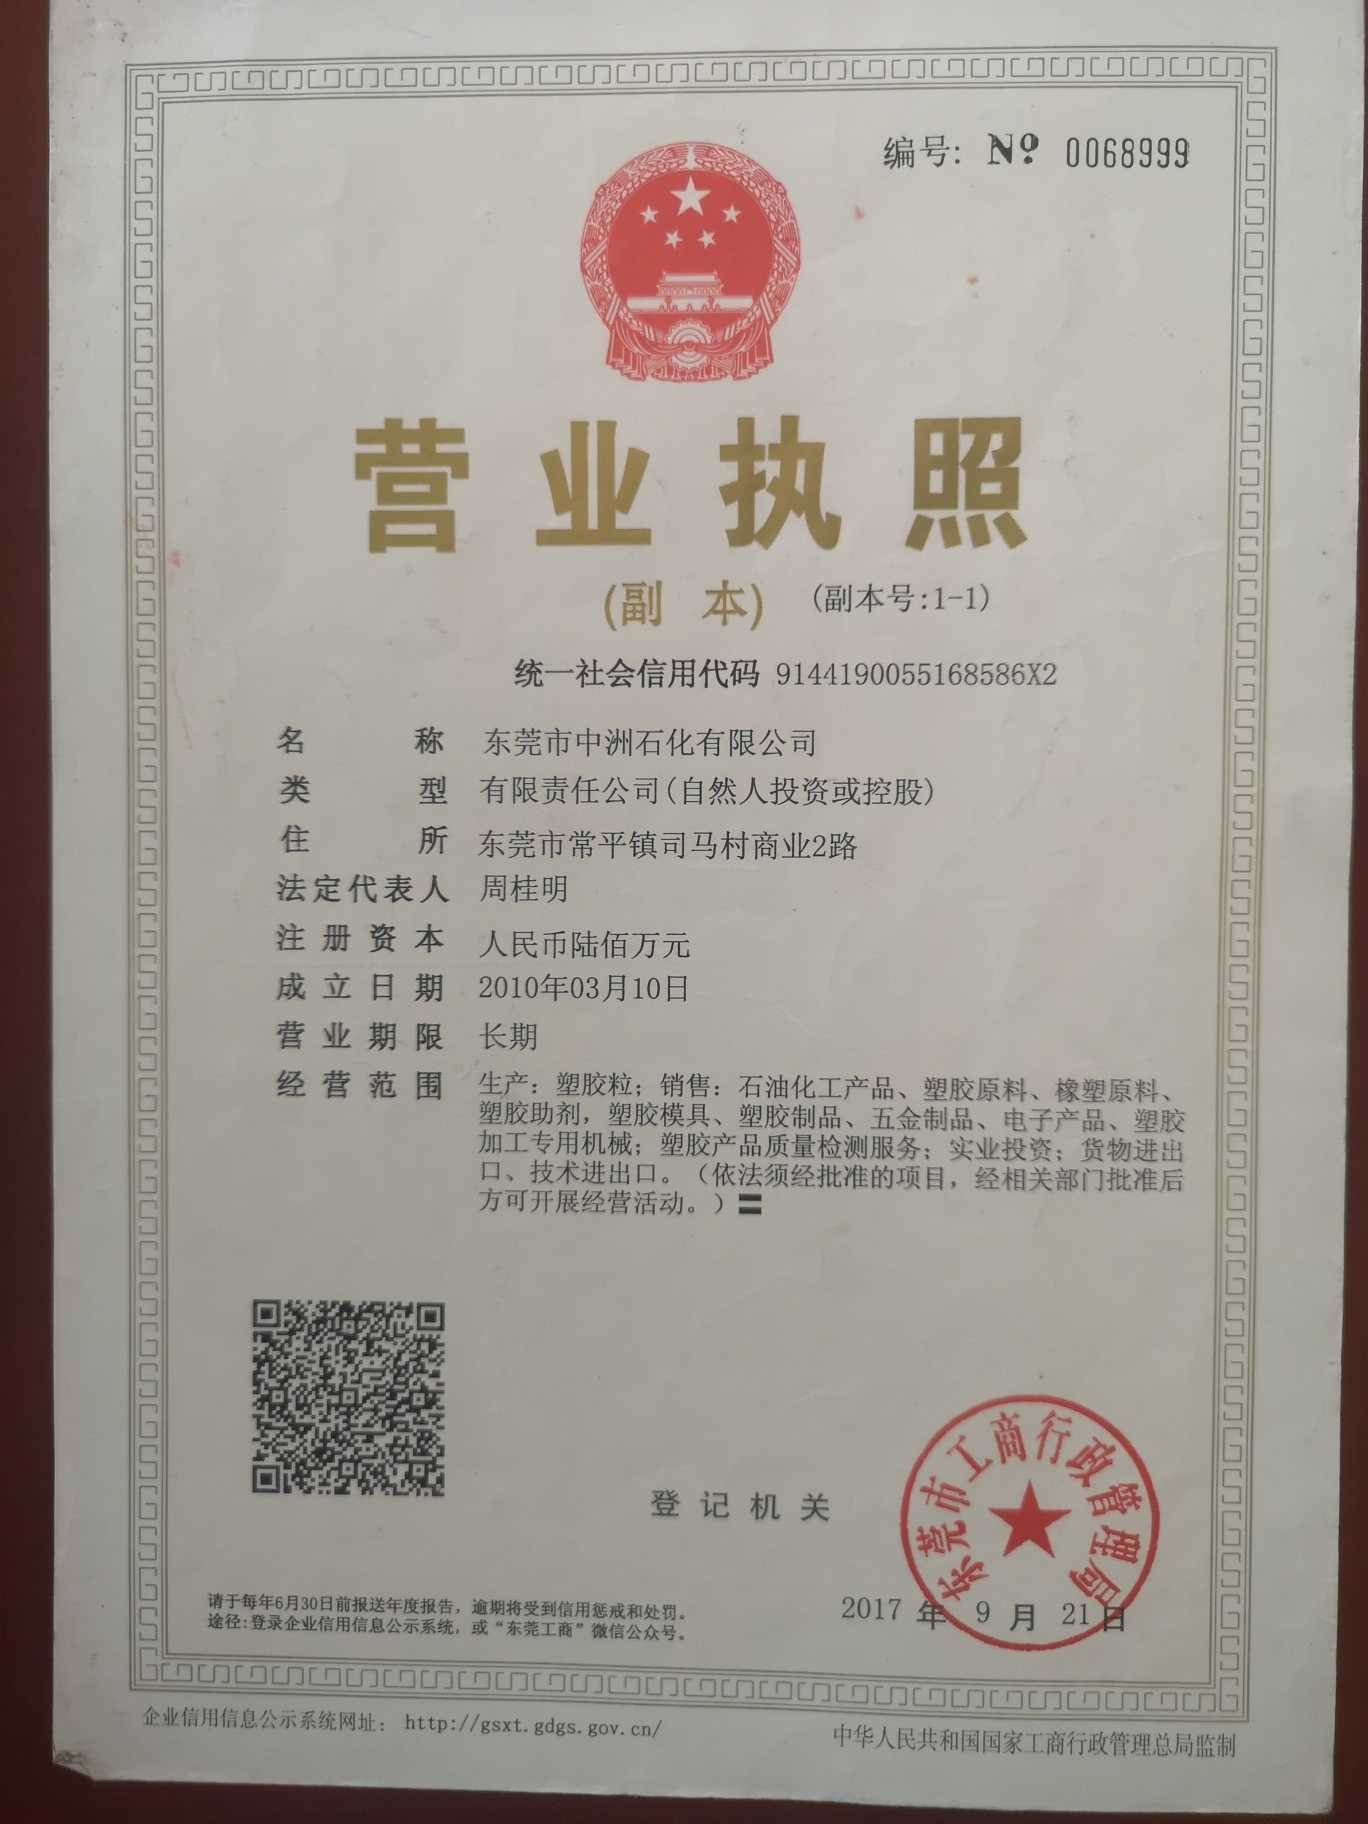 编号: Nº 0068999
营业执照
(副 本) (副本号:1-1)
统一社会信用代码 9144190055168586X2
名称 东莞市中洲石化有限公司
类型 有限责任公司(自然人投资或控股)
住所 东莞市常平镇司马村商业2路
法定代表人 周桂明
注册资本 人民币陆佰万元
成立日期 2010年03月10日
营业期限 长期
经营范围 生产：塑胶粒；销售：石油化工产品、塑胶原料、橡塑原料、
塑胶助剂，塑胶模具、塑胶制品、五金制品、电子产品、塑胶
加工专用机械；塑胶产品质量检测服务；实业投资；货物进出
口、技术进出口。（依法须经批准的项目，经相关部门批准后
方可开展经营活动。）
登记机关
东莞市工商行政管理局
2017 年 9 月 21 日
请于每年6月30日前报送年度报告，逾期将受到信用惩戒和处罚。
途径:登录企业信用信息公示系统，或“东莞工商”微信公众号。
企业信用信息公示系统网址： http://gsxt.gdgs.gov.cn/
中华人民共和国国家工商行政管理总局监制